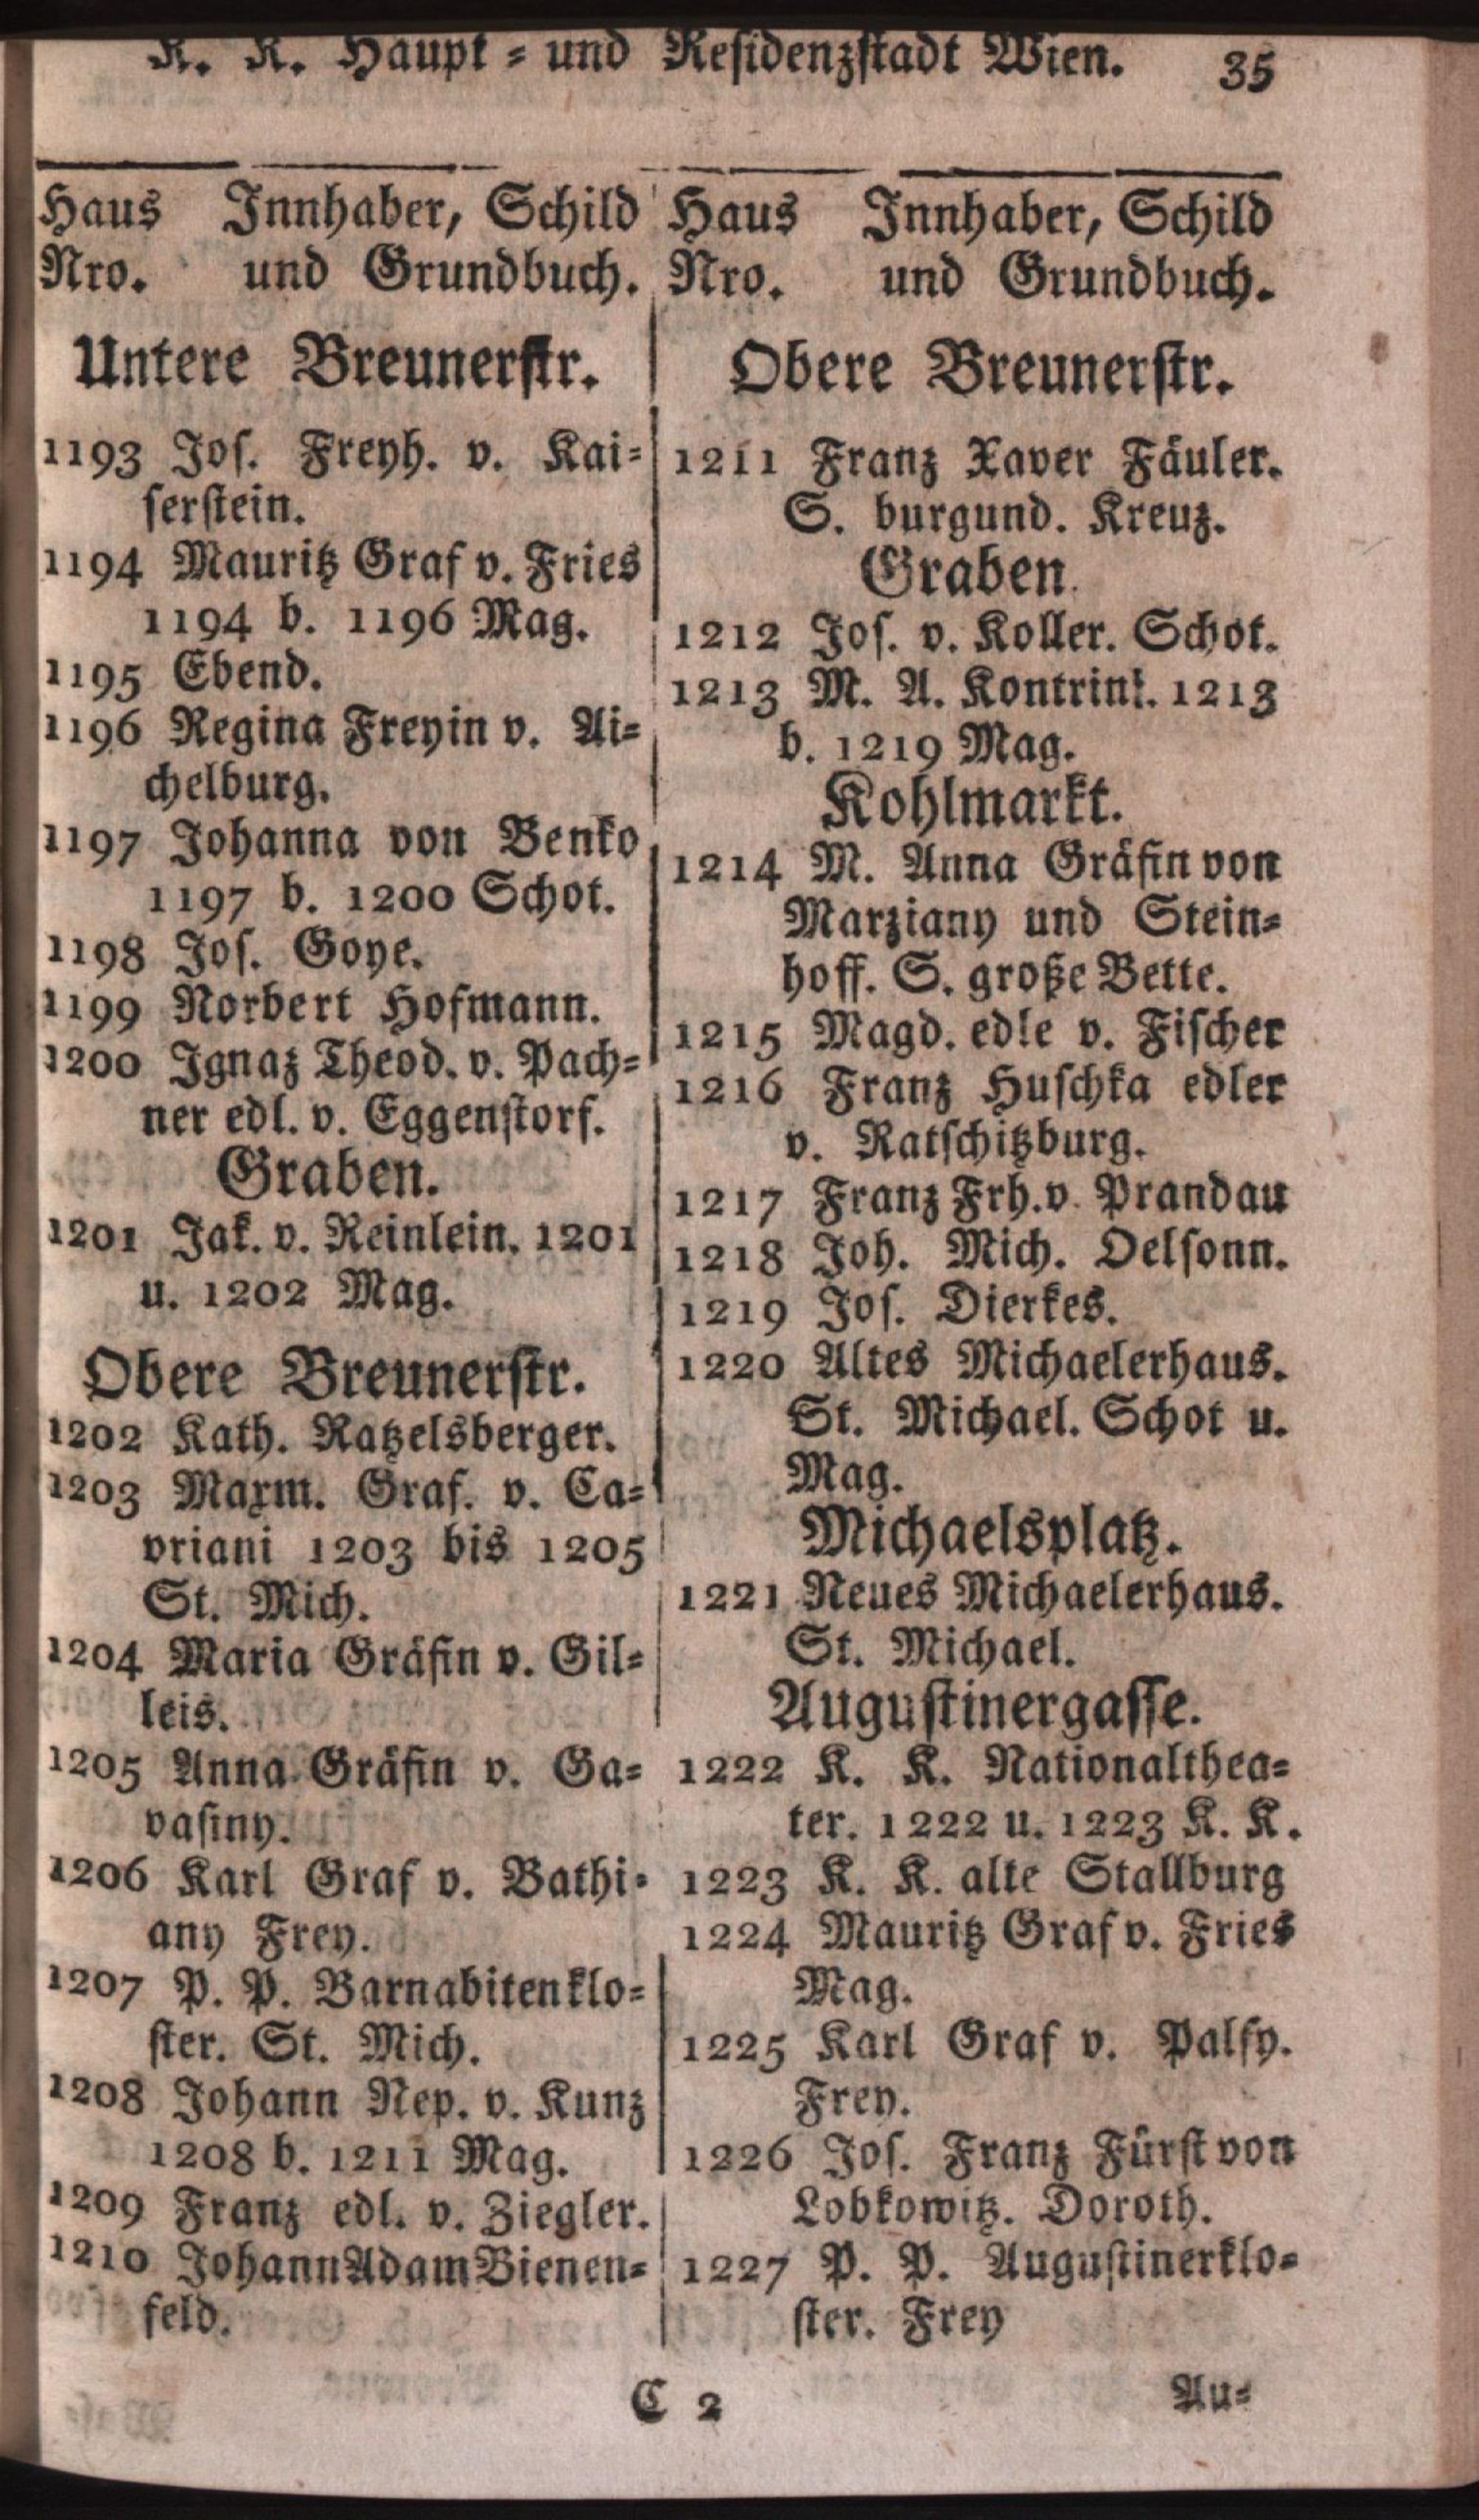 K. K. Haupt- und Residenzstadt Wien. 35
Haus Innhaber, Schild
Nro. und Grundbuch.
Untere Breunerstr.
1193 Jos. Freyh. v. Kai-
serstein.
1194 Mauritz Graf v. Fries
1194 b. 1196 Mag.
1195 Ebend.
1196 Regina Freyin v. Ai-
chelburg.
1197 Johanna von Benko
1197 b. 1200 Schot.
1198 Jos. Goye.
1199 Norbert Hofmann.
1200 Ignaz Theod. v. Pach-
ner edl. v. Eggenstorf.
Graben.
1201 Jak. v. Reinlein. 1201
u. 1202 Mag.
Obere Breunerstr.
1202 Kath. Ratzelsberger.
1203 Maxm. Graf. v. Ca-
vriani 1203 bis 1205
St. Mich.
1204 Maria Gräfin v. Gil-
leis.
1205 Anna Gräfin v. Ga-
vasiny.
1206 Karl Graf v. Bathi-
any Frey.
1207 P. P. Barnabitenklo-
ster. St. Mich.
1208 Johann Nep. v. Kunz
1208 b. 1211 Mag.
1209 Franz edl. v. Ziegler.
1210 Johann Adam Bienen-
feld.
Haus Innhaber, Schild
Nro. und Grundbuch.
Obere Breunerstr.
1211 Franz Xaver Fäuler.
S. burgund. Kreuz.
Graben.
1212 Jos. v. Koller. Schot.
1213 M. A. Kontrini. 1213
b. 1219 Mag.
Kohlmarkt.
1214 M. Anna Gräfin von
Marziany und Stein-
hoff. S. große Bette.
1215 Magd. edle v. Fischer
1216 Franz Huschka edler
v. Ratschitzburg.
1217 Franz Frh. v. Prandau
1218 Joh. Mich. Oelsonn.
1219 Jos. Dierkes.
1220 Altes Michaelerhaus.
St. Michael. Schot u.
Mag.
Michaelsplatz.
1221 Neues Michaelerhaus.
St. Michael.
Augustinergasse.
1222 K. K. Nationalthea-
ter. 1222 u. 1223 K. K.
1223 K. K. alte Stallburg
1224 Mauritz Graf v. Fries
Mag.
1225 Karl Graf v. Palfy.
Frey.
1226 Jos. Franz Fürst von
Lobkowitz. Doroth.
1227 P. P. Augustinerklo-
ster. Frey
C 2 Au-